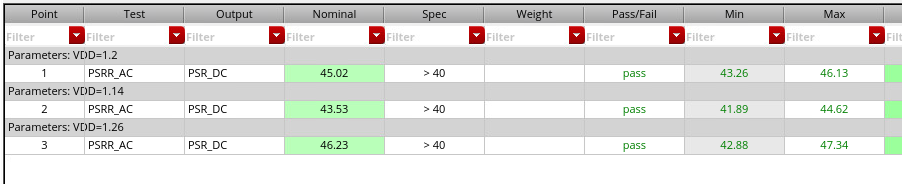 Point Test Output Nominal Spec Weight Pass/Fail Min Max
Filter Filter Filter Filter Filter Filter Filter Filter Filter Filt
Parameters: VDD=1.2
1 PSRR_AC PSR_DC 45.02 > 40 pass 43.26 46.13
Parameters: VDD=1.14
2 PSRR_AC PSR_DC 43.53 > 40 pass 41.89 44.62
Parameters: VDD=1.26
3 PSRR_AC PSR_DC 46.23 > 40 pass 42.88 47.34